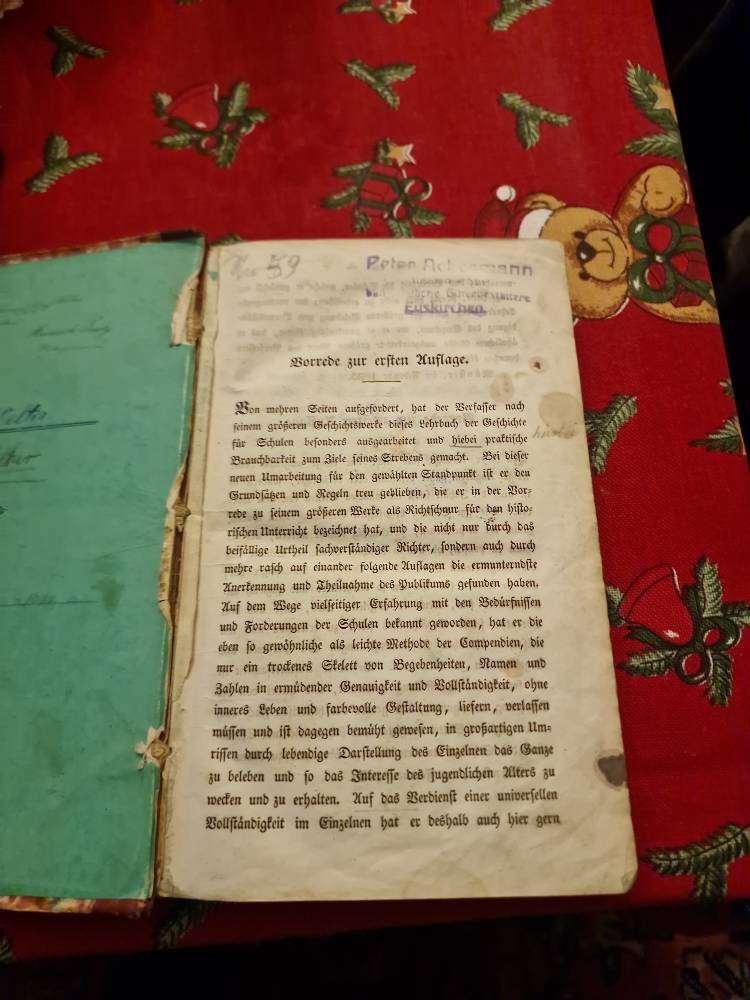 59
Peter Ackermann
Euskirchen.
Vorrede zur ersten Auflage.
Von mehren Seiten aufgefordert, hat der Verfasser nach
seinem größeren Geschichtswerke dieses Lehrbuch der Geschichte
für Schulen besonders ausgearbeitet und hiebei praktische
Brauchbarkeit zum Ziele seines Strebens gemacht. Bei dieser
neuen Umarbeitung für den gewählten Standpunkt ist er den
Grundsätzen und Regeln treu geblieben, die er in der Vor-
rede zu seinem größeren Werke als Richtschnur für den histo-
rischen Unterricht bezeichnet hat, und die nicht nur durch das
beifällige Urtheil sachverständiger Richter, sondern auch durch
mehre rasch auf einander folgende Auflagen die ermunterndste
Anerkennung und Theilnahme des Publikums gefunden haben.
Auf dem Wege vielseitiger Erfahrung mit den Bedürfnissen
und Forderungen der Schulen bekannt geworden, hat er die
eben so gewöhnliche als leichte Methode der Compendien, die
nur ein trockenes Skelett von Begebenheiten, Namen und
Zahlen in ermüdender Genauigkeit und Vollständigkeit, ohne
inneres Leben und farbevolle Gestaltung, liefern, verlassen
müssen und ist dagegen bemüht gewesen, in großartigen Um-
rissen durch lebendige Darstellung des Einzelnen das Ganze
zu beleben und so das Interesse des jugendlichen Alters zu
wecken und zu erhalten. Auf das Verdienst einer universellen
Vollständigkeit im Einzelnen hat er deshalb auch hier gern